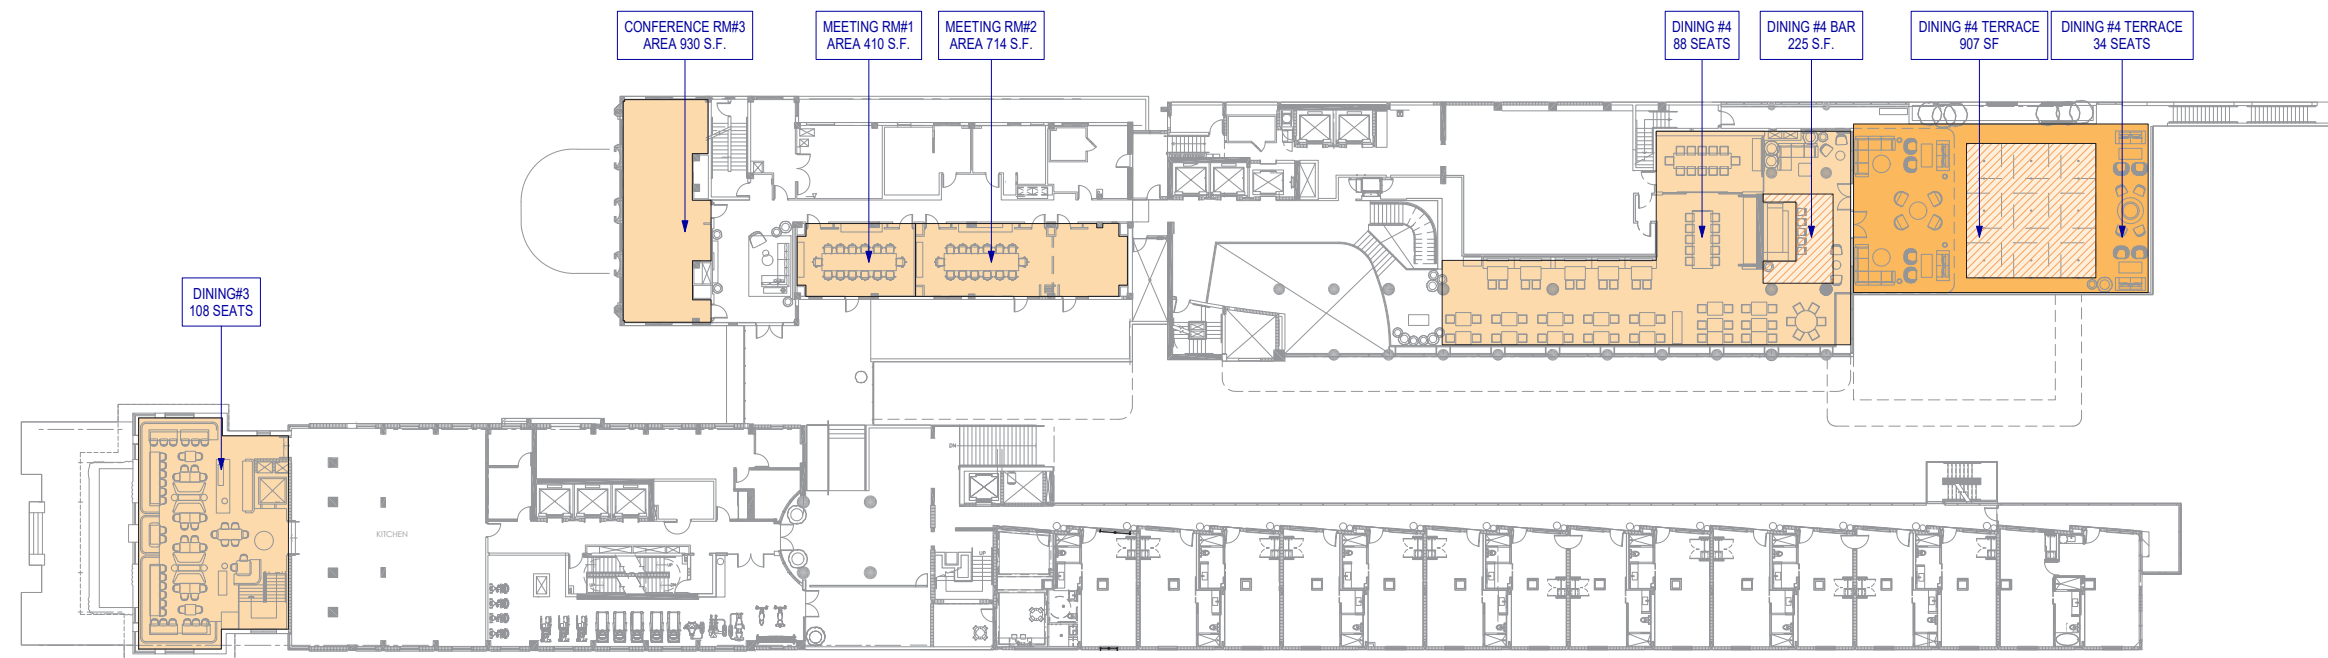 CONFERENCE RM#3
AREA 930 S.F.
MEETING RM#1
AREA 410 S.F.
MEETING RM#2
AREA 714 S.F.
DINING #4
88 SEATS
DINING #4 BAR
225 S.F.
DINING #4 TERRACE
907 SF
DINING #4 TERRACE
34 SEATS
DINING#3
108 SEATS
KITCHEN
DN
UP